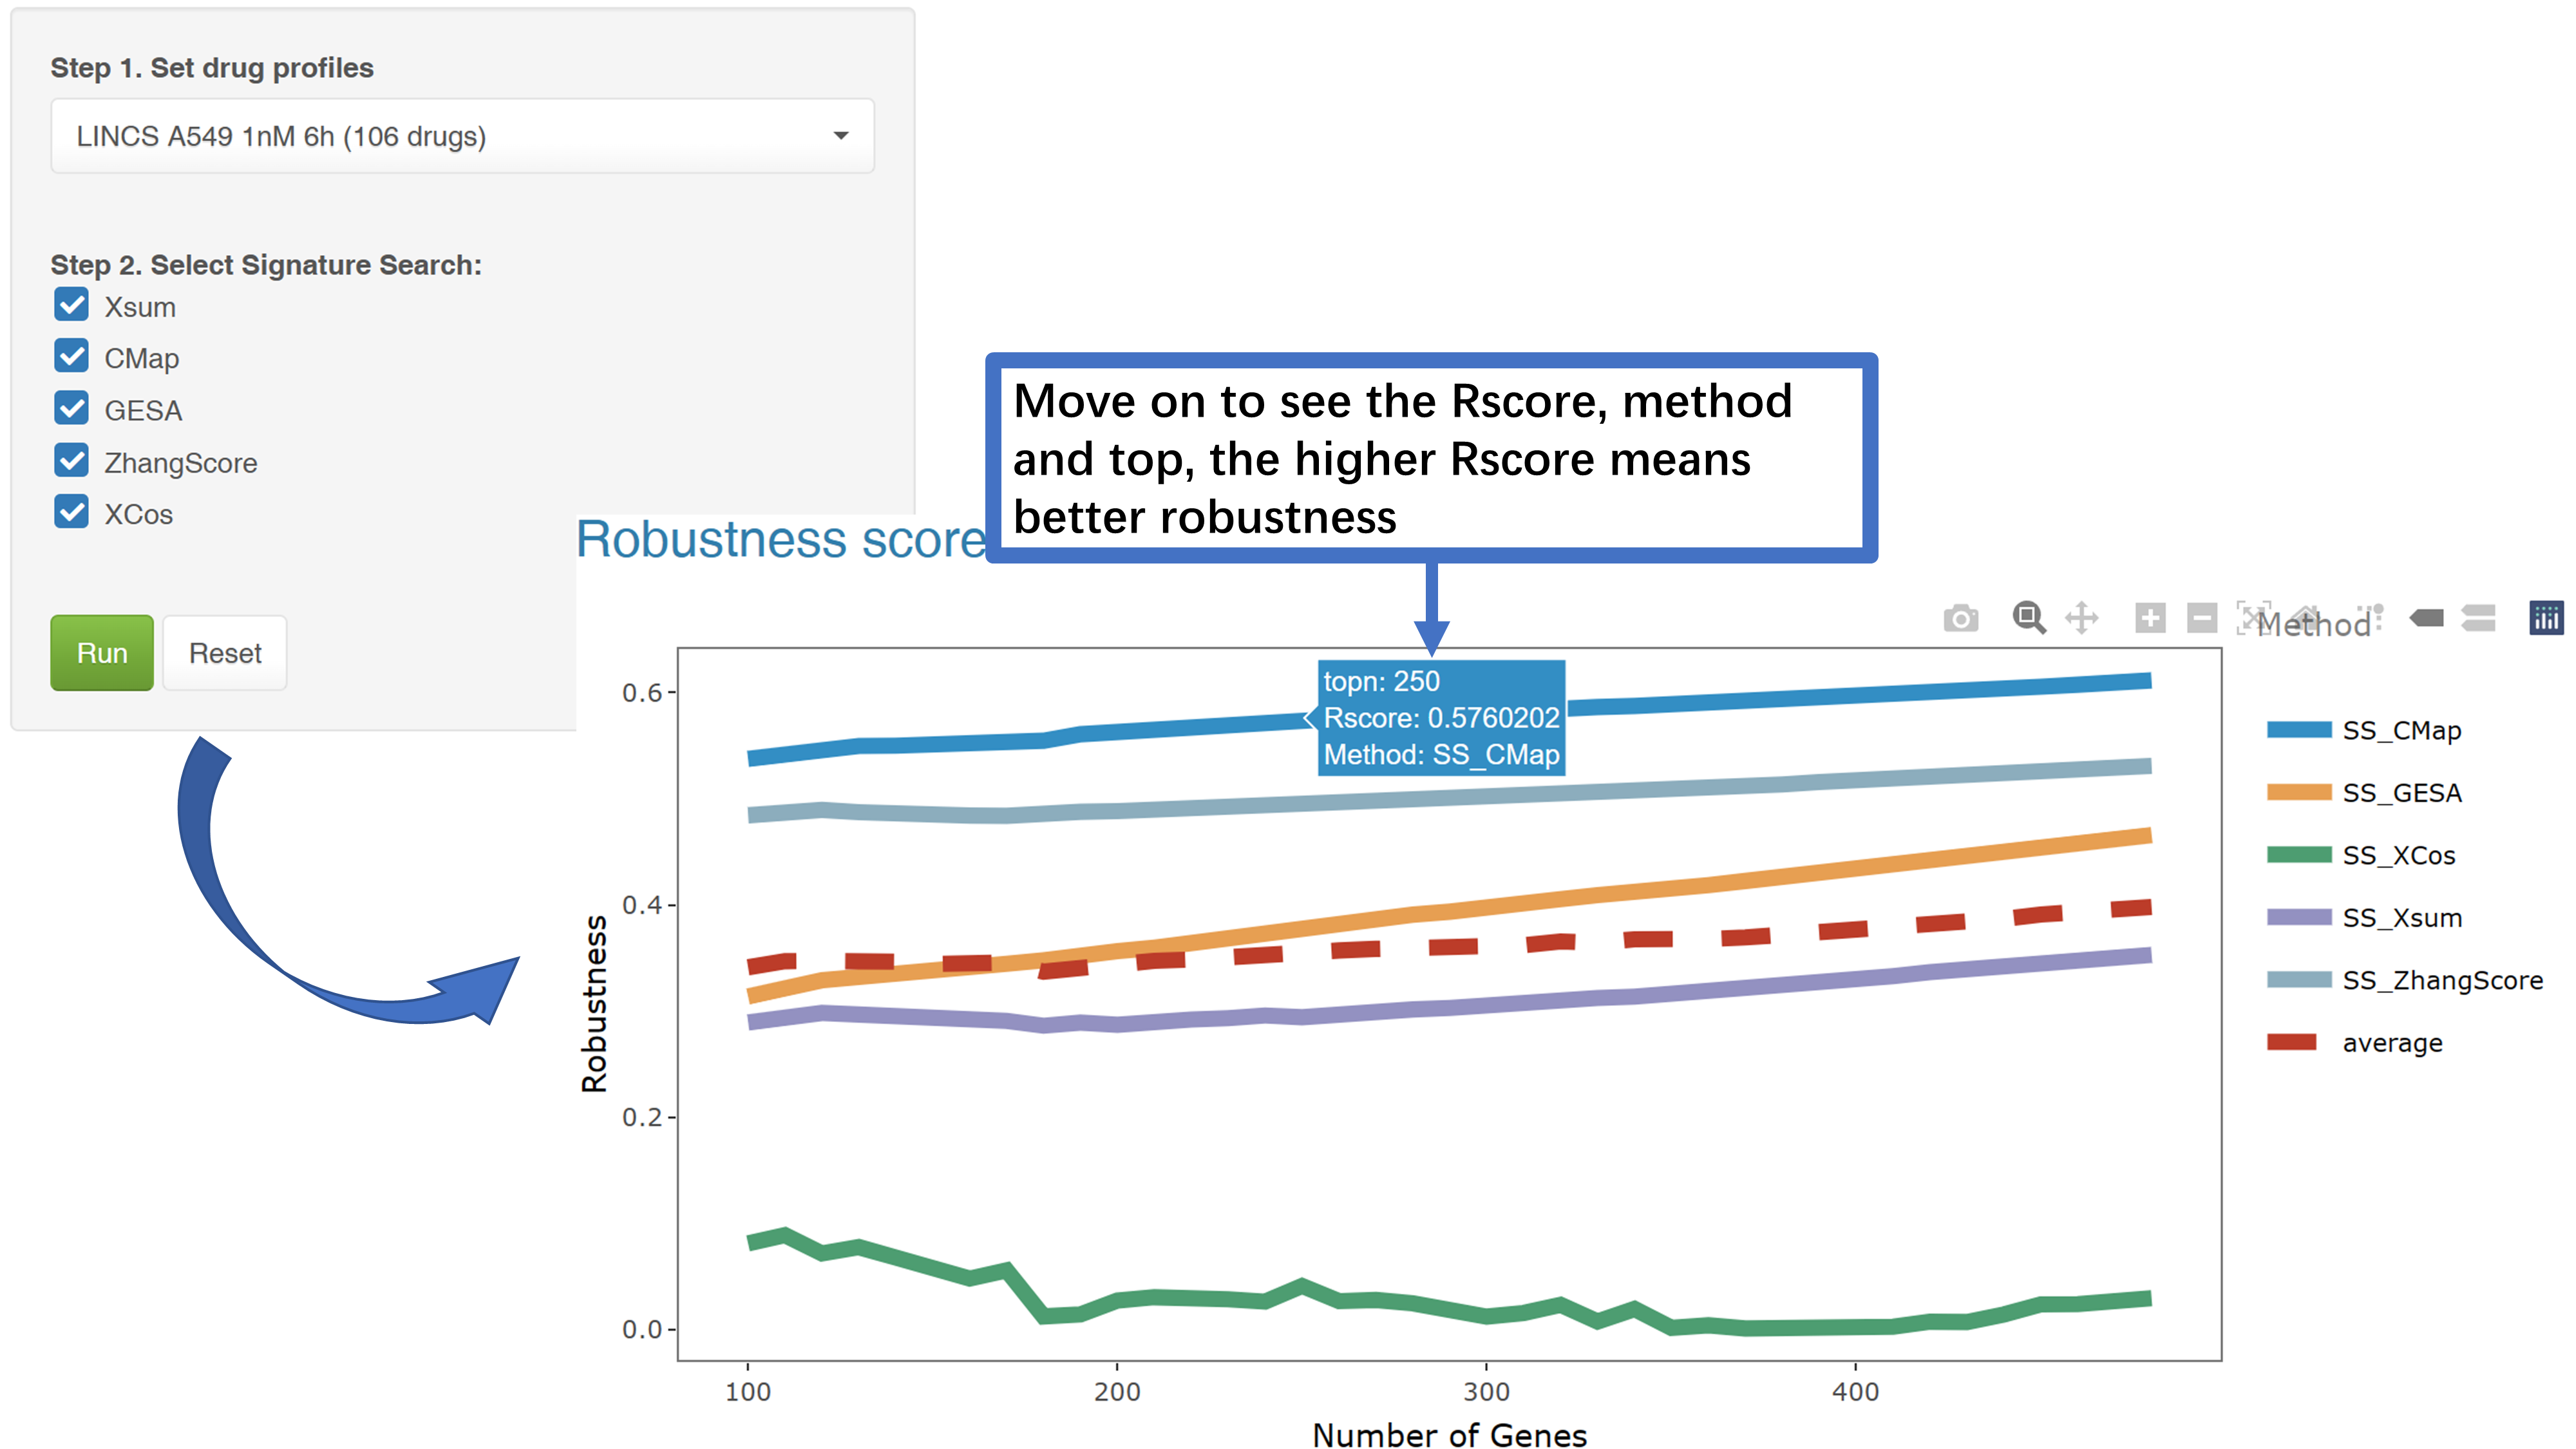 Step 1. Set drug profiles
LINCS A549 1nM 6h (106 drugs)
Step 2. Select Signature Search:
Xsum
CMap
GESA
ZhangScore
XCos
Run
Reset
Move on to see the Rscore, method
and top, the higher Rscore means
better robustness
Robustness score
Method
topn: 250
Rscore: 0.5760202
Method: SS_CMap
0.6
0.4
0.2
0.0
Robustness
100
200
300
400
Number of Genes
SS_CMap
SS_GESA
SS_XCos
SS_Xsum
SS_ZhangScore
average